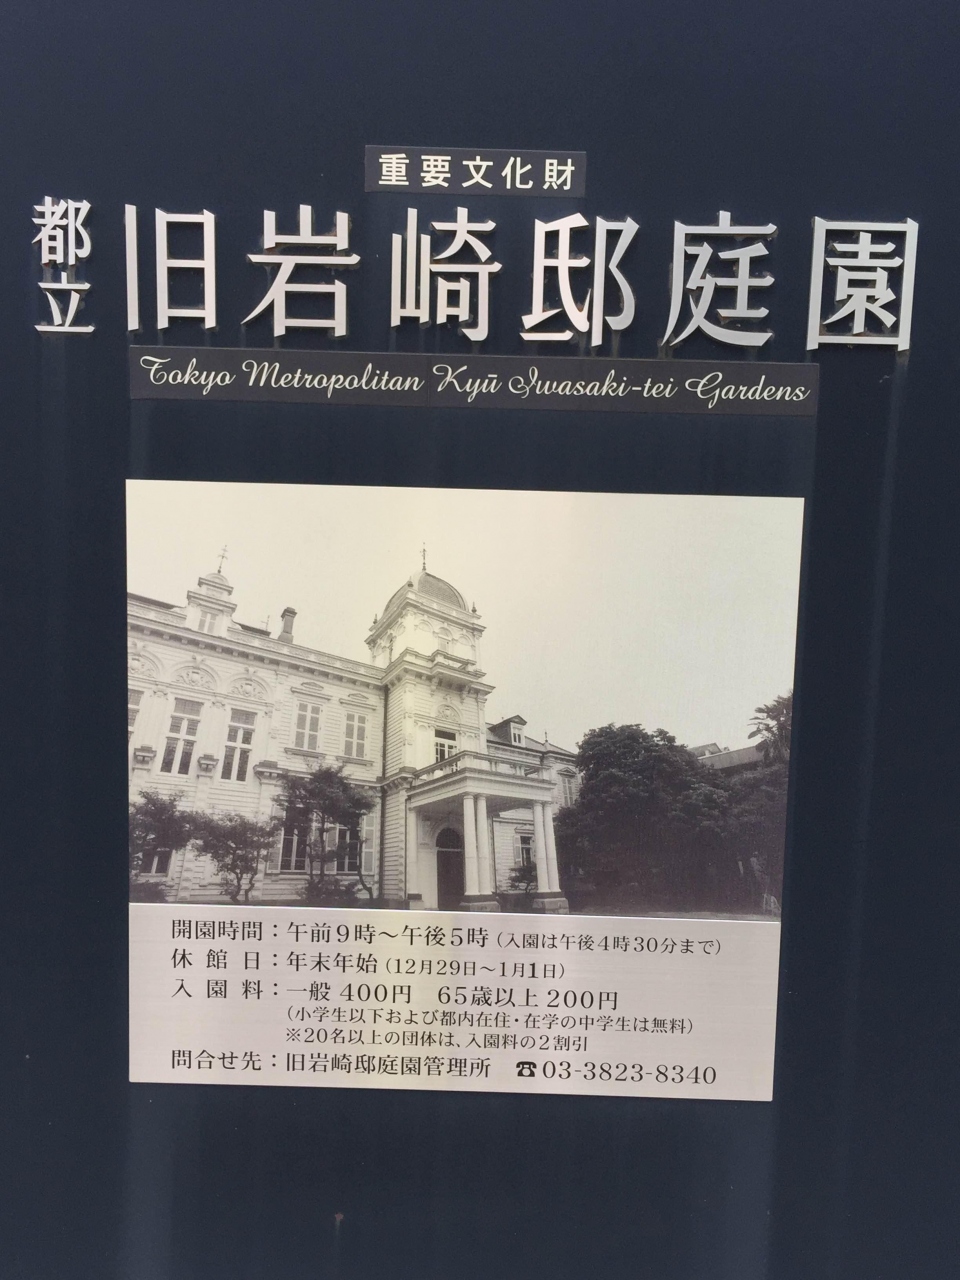 重要文化財
都立 旧岩崎邸庭園
Tokyo Metropolitan Kyū Iwasaki-tei Gardens
開園時間：午前9時～午後5時（入園は午後4時30分まで）
休館日：年末年始（12月29日～1月1日）
入園料：一般 400円　65歳以上 200円
（小学生以下および都内在住・在学の中学生は無料）
※20名以上の団体は、入園料の2割引
問合せ先：旧岩崎邸庭園管理所　☎03-3823-8340